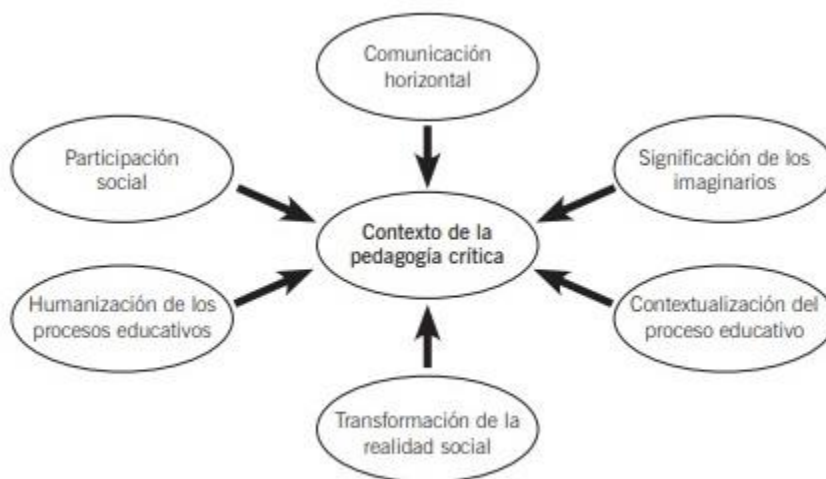 Comunicación
horizontal
Participación
social
Significación de los
imaginarios
Contexto de la
pedagogía crítica
Humanización de los
procesos educativos
Contextualización del
proceso educativo
Transformación de la
realidad social